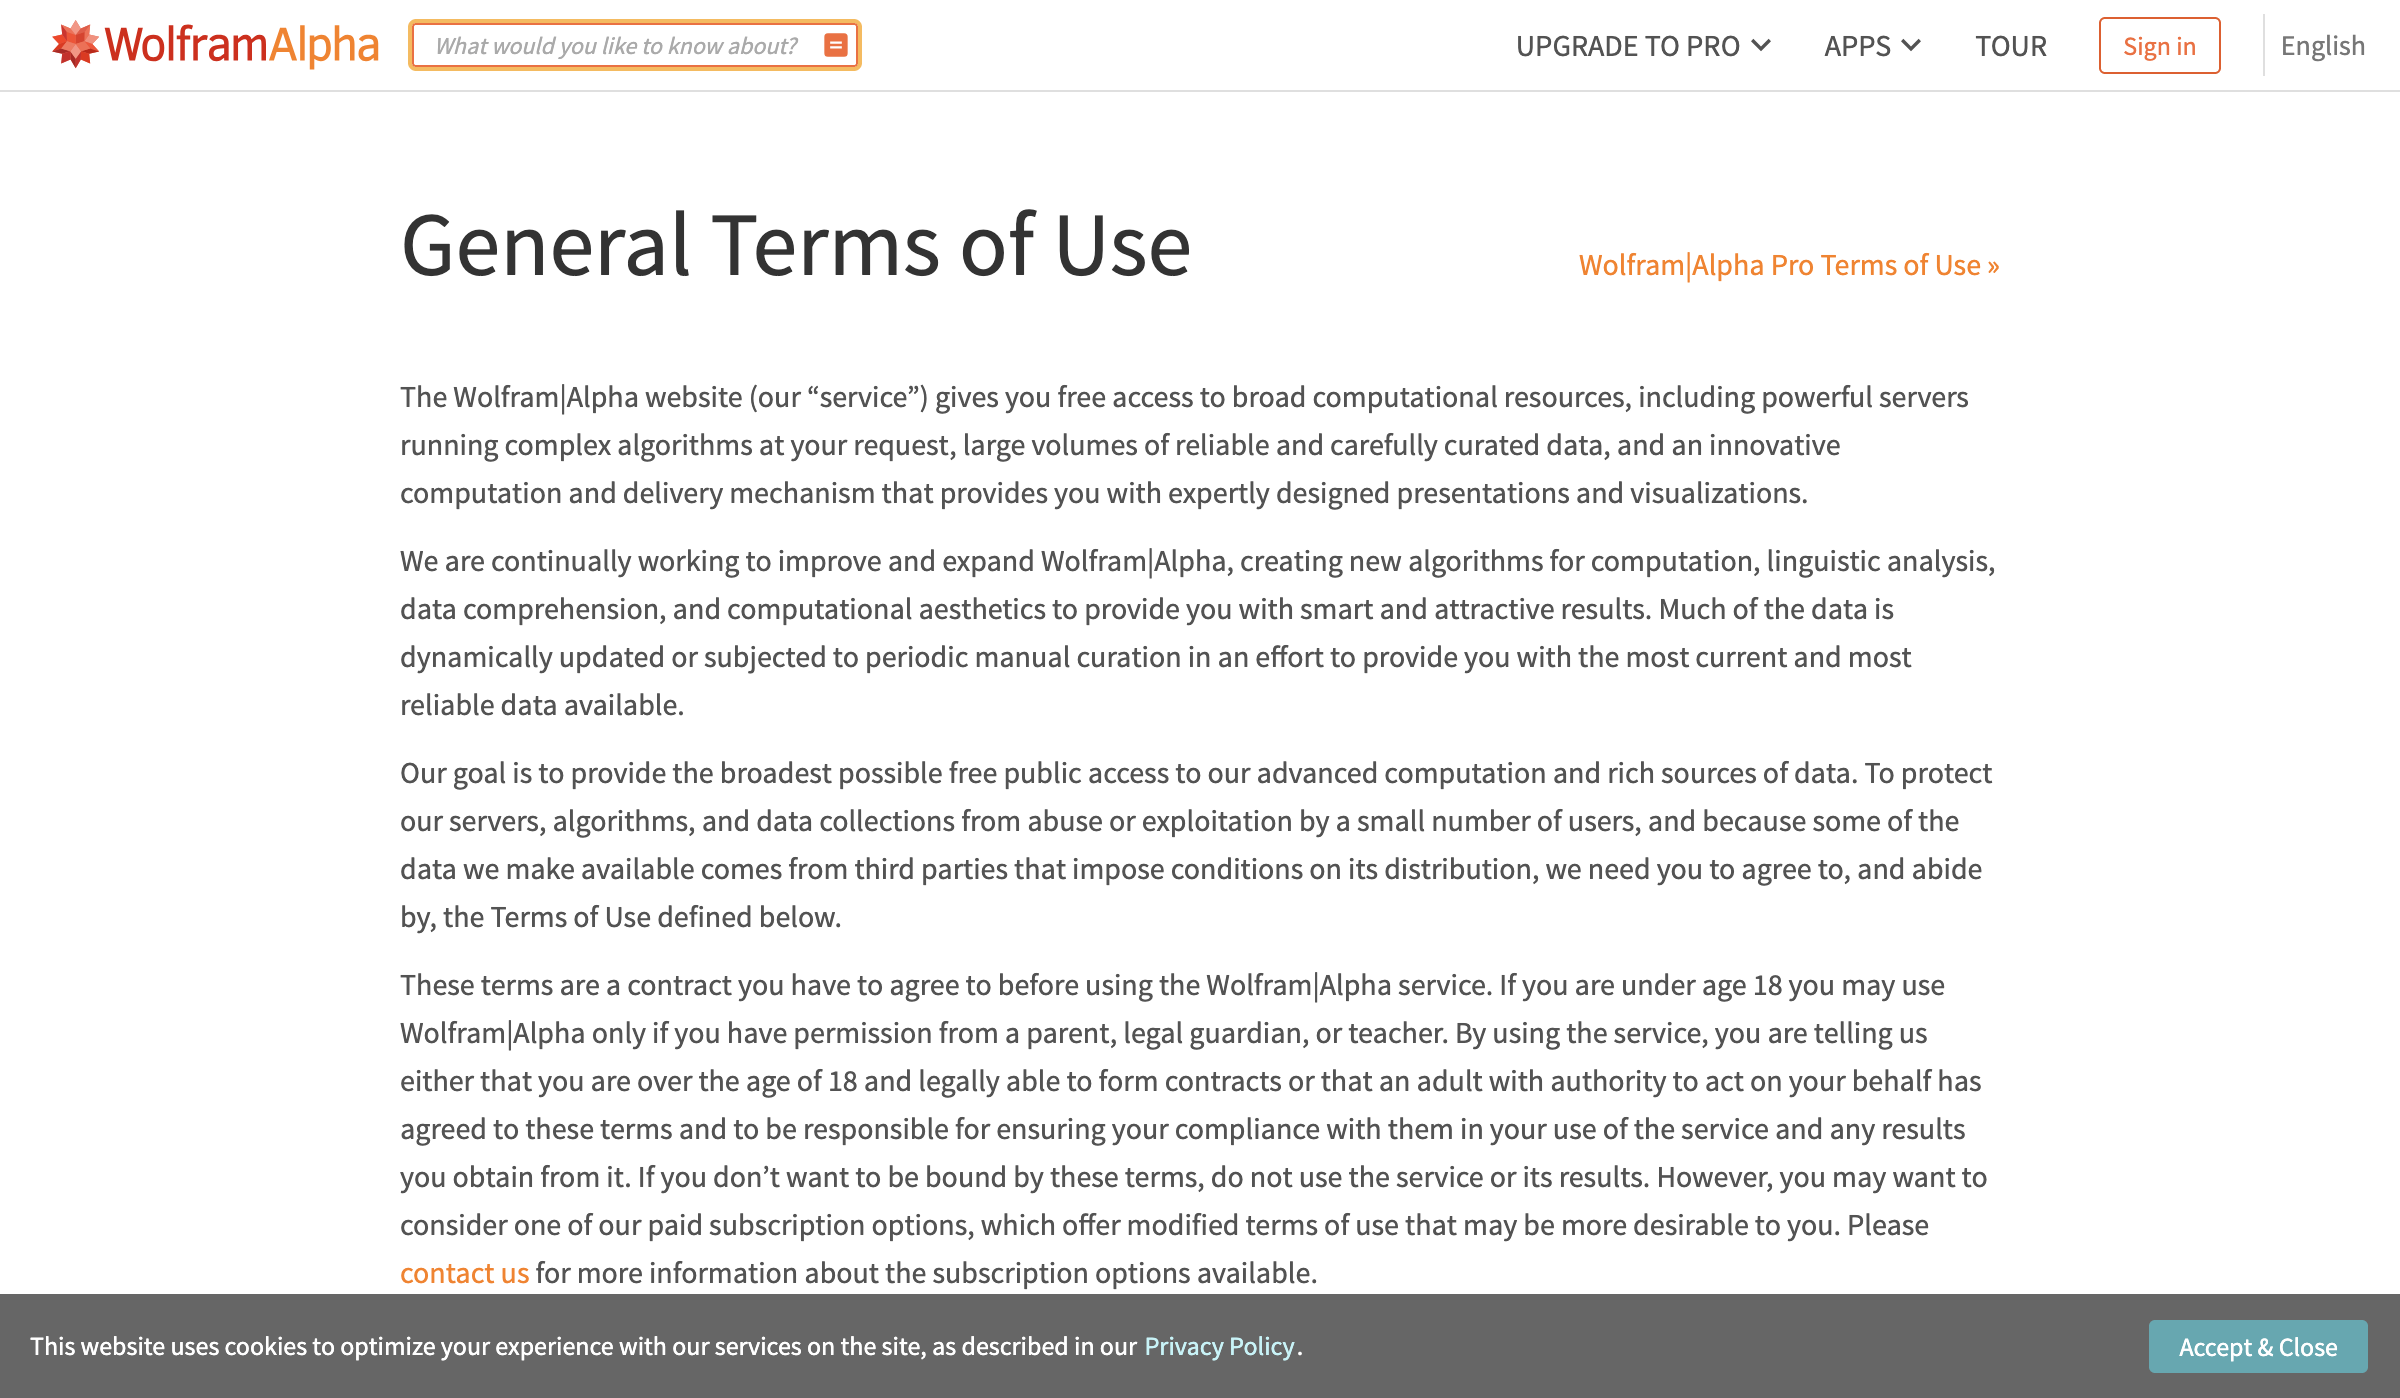 WolframAlpha
What would you like to know about?
UPGRADE TO PRO
APPS
TOUR
Sign in
English
General Terms of Use
Wolfram|Alpha Pro Terms of Use »
The Wolfram|Alpha website (our “service”) gives you free access to broad computational resources, including powerful servers
running complex algorithms at your request, large volumes of reliable and carefully curated data, and an innovative
computation and delivery mechanism that provides you with expertly designed presentations and visualizations.
We are continually working to improve and expand Wolfram|Alpha, creating new algorithms for computation, linguistic analysis,
data comprehension, and computational aesthetics to provide you with smart and attractive results. Much of the data is
dynamically updated or subjected to periodic manual curation in an effort to provide you with the most current and most
reliable data available.
Our goal is to provide the broadest possible free public access to our advanced computation and rich sources of data. To protect
our servers, algorithms, and data collections from abuse or exploitation by a small number of users, and because some of the
data we make available comes from third parties that impose conditions on its distribution, we need you to agree to, and abide
by, the Terms of Use defined below.
These terms are a contract you have to agree to before using the Wolfram|Alpha service. If you are under age 18 you may use
Wolfram|Alpha only if you have permission from a parent, legal guardian, or teacher. By using the service, you are telling us
either that you are over the age of 18 and legally able to form contracts or that an adult with authority to act on your behalf has
agreed to these terms and to be responsible for ensuring your compliance with them in your use of the service and any results
you obtain from it. If you don’t want to be bound by these terms, do not use the service or its results. However, you may want to
consider one of our paid subscription options, which offer modified terms of use that may be more desirable to you. Please
contact us for more information about the subscription options available.
This website uses cookies to optimize your experience with our services on the site, as described in our Privacy Policy.
Accept & Close